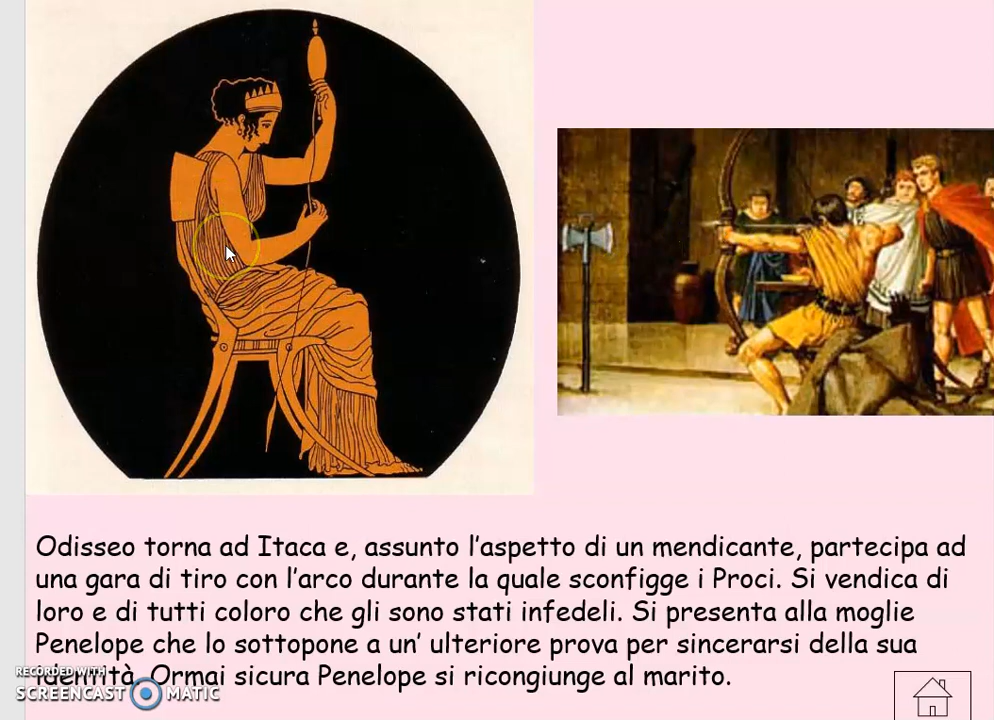 Odisseo torna ad Itaca e, assunto l'aspetto di un mendicante, partecipa ad
una gara di tiro con l'arco durante la quale sconfigge i Proci. Si vendica di
loro e di tutti coloro che gli sono stati infedeli. Si presenta alla moglie
Penelope che lo sottopone a un' ulteriore prova per sincerarsi della sua
identità. Ormai sicura Penelope si ricongiunge al marito.
RECORDED WITH
SCREENCAST MATIC